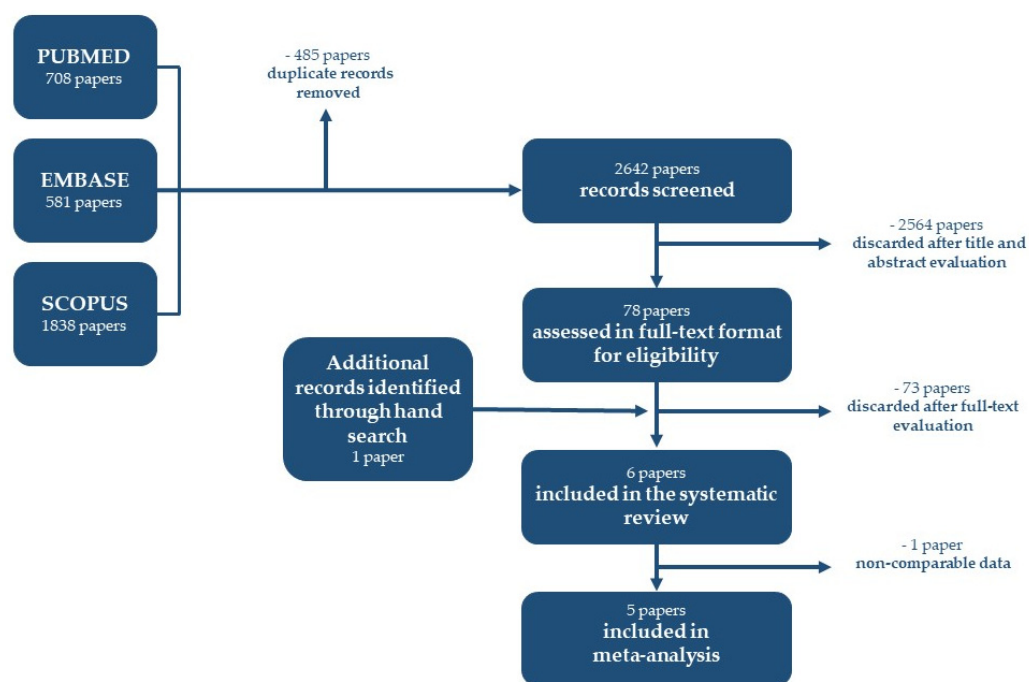 PUBMED
708 papers
EMBASE
581 papers
SCOPUS
1838 papers
- 485 papers
duplicate records
removed
2642 papers
records screened
- 2564 papers
discarded after title and
abstract evaluation
78 papers
assessed in full-text format
for eligibility
Additional
records identified
through hand
search
1 paper
- 73 papers
discarded after full-text
evaluation
6 papers
included in the systematic
review
- 1 paper
non-comparable data
5 papers
included in
meta-analysis